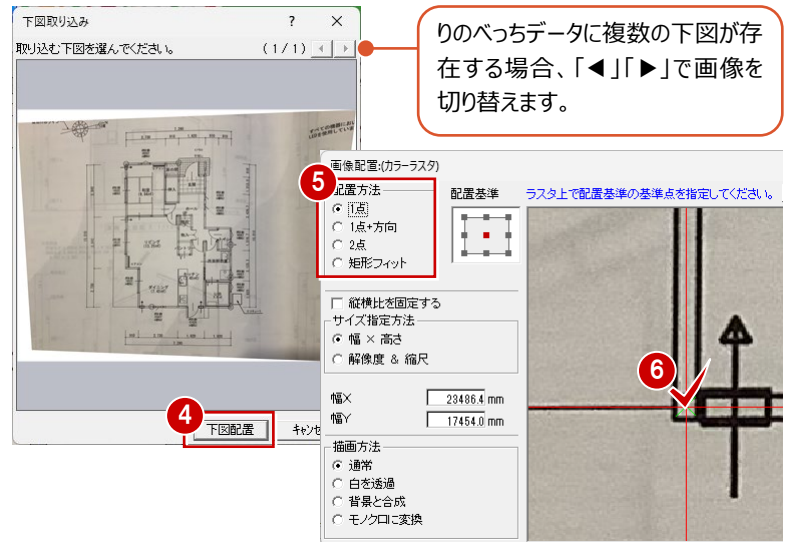 下図取り込み ? ×
取り込む下図を選んでください。 (1/1)
りのべっちデータに複数の下図が存
在する場合、「◀」「▶」で画像を
切り替えます。
4
下図配置
キャンセ
画像配置:(カラーラスタ)
5
配置方法
1点
1点+方向
2点
矩形フィット
配置基準
ラスタ上で配置基準の基準点を指定してください。
縦横比を固定する
サイズ指定方法
幅 × 高さ
解像度 & 縮尺
幅X 23486.4 mm
幅Y 17454.0 mm
描画方法
通常
白を透過
背景と合成
モノクロに変換
6